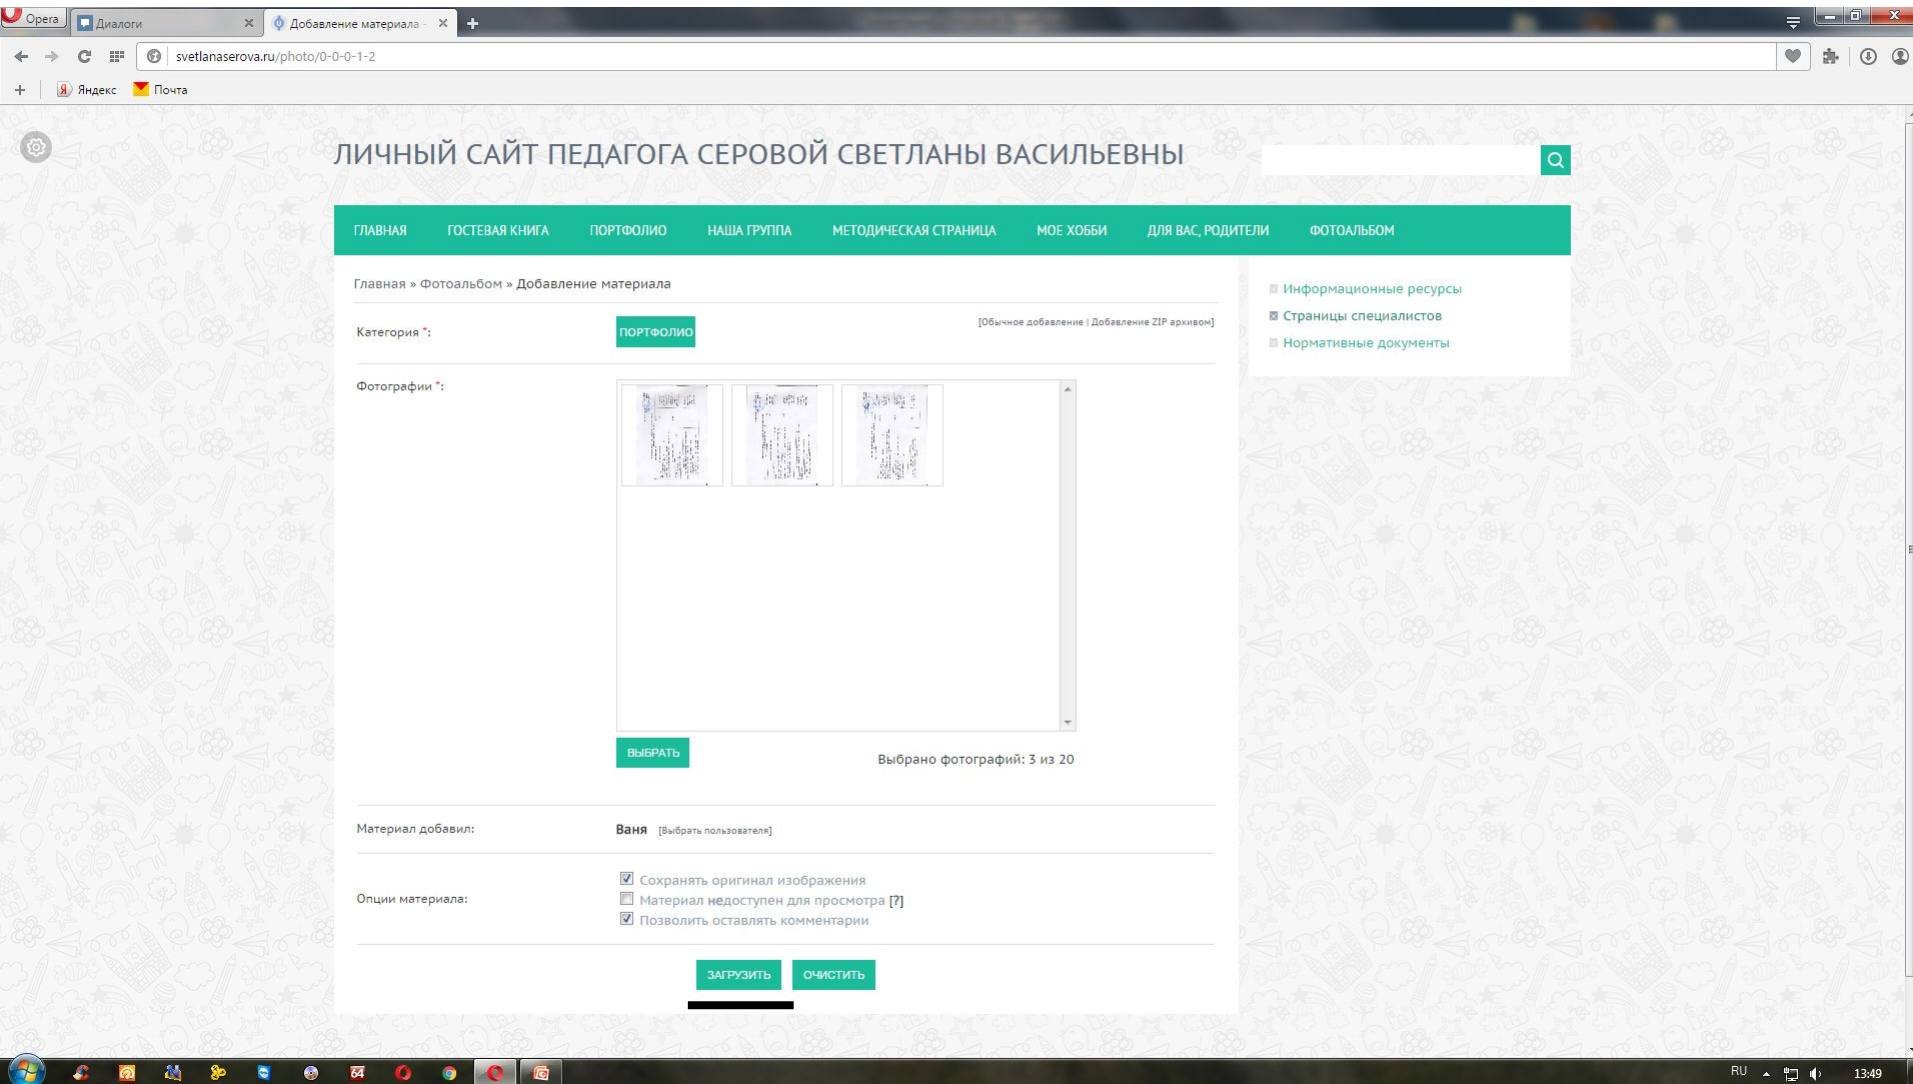 Opera
Диалоги
Добавление материала -
svetlanaserova.ru/photo/0-0-0-1-2
Яндекс
Почта
ЛИЧНЫЙ САЙТ ПЕДАГОГА СЕРОВОЙ СВЕТЛАНЫ ВАСИЛЬЕВНЫ
ГЛАВНАЯ ГОСТЕВАЯ КНИГА ПОРТФОЛИО НАША ГРУППА МЕТОДИЧЕСКАЯ СТРАНИЦА МОЕ ХОББИ ДЛЯ ВАС, РОДИТЕЛИ ФОТОАЛЬБОМ
Главная » Фотоальбом » Добавление материала
Категория *:
ПОРТФОЛИО
[Обычное добавление | Добавление ZIP архивом]
Фотографии *:
ВЫБРАТЬ
Выбрано фотографий: 3 из 20
Материал добавил:
Ваня [Выбрать пользователя]
Опции материала:
Сохранять оригинал изображения
Материал недоступен для просмотра [?]
Позволить оставлять комментарии
ЗАГРУЗИТЬ ОЧИСТИТЬ
Информационные ресурсы
Страницы специалистов
Нормативные документы
64
RU
13:49